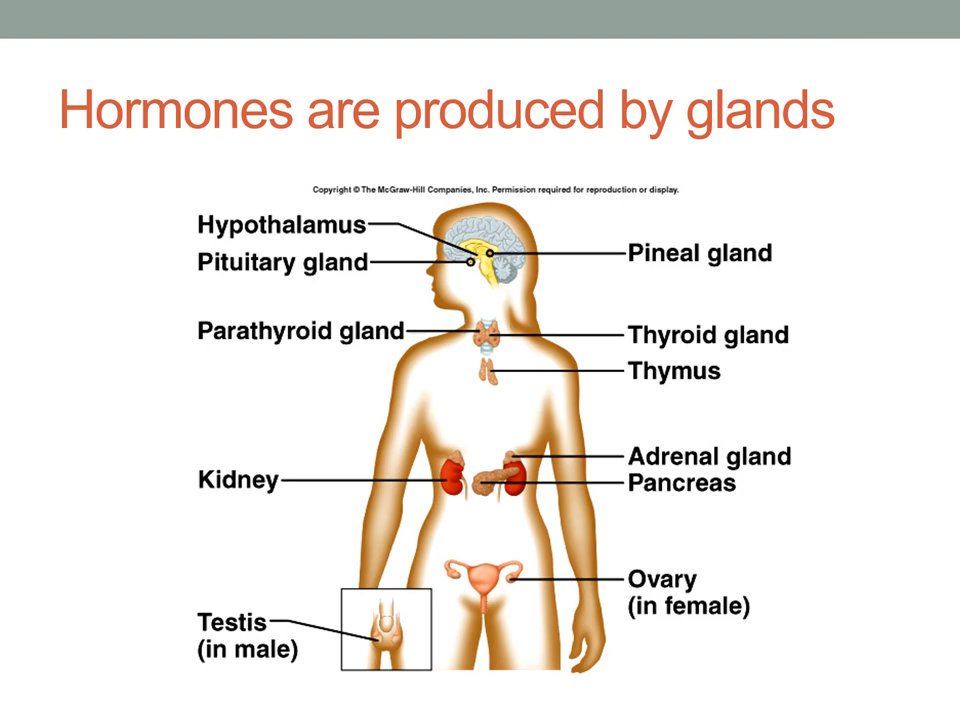 Hormones are produced by glands
Copyright © The McGraw-Hill Companies, Inc. Permission required for reproduction or display.
Hypothalamus
Pituitary gland
Parathyroid gland
Kidney
Testis
(in male)
Pineal gland
Thyroid gland
Thymus
Adrenal gland
Pancreas
Ovary
(in female)